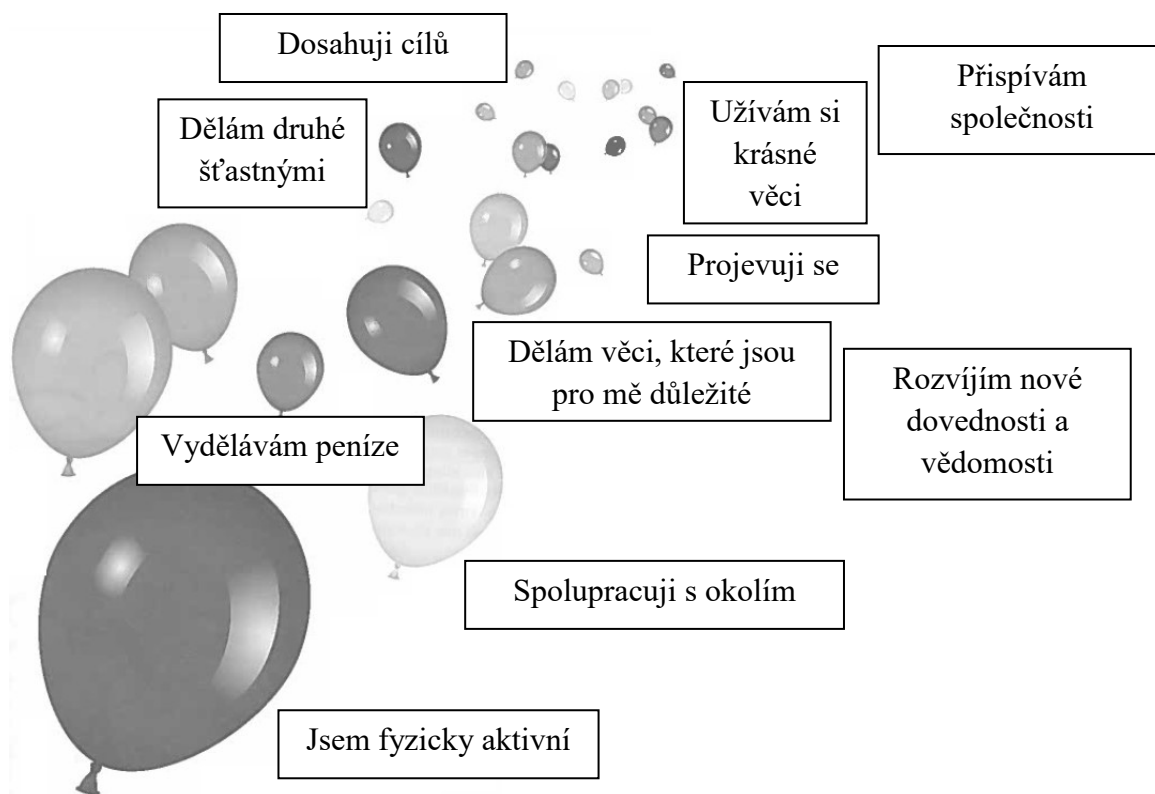 Dosahuji cílů
Přispívám
společnosti
Užívám si
krásné
věci
Dělám druhé
šťastnými
Projevuji se
Dělám věci, které jsou
pro mě důležité
Rozvíjím nové
dovednosti a
vědomosti
Vydělávám peníze
Spolupracuji s okolím
Jsem fyzicky aktivní